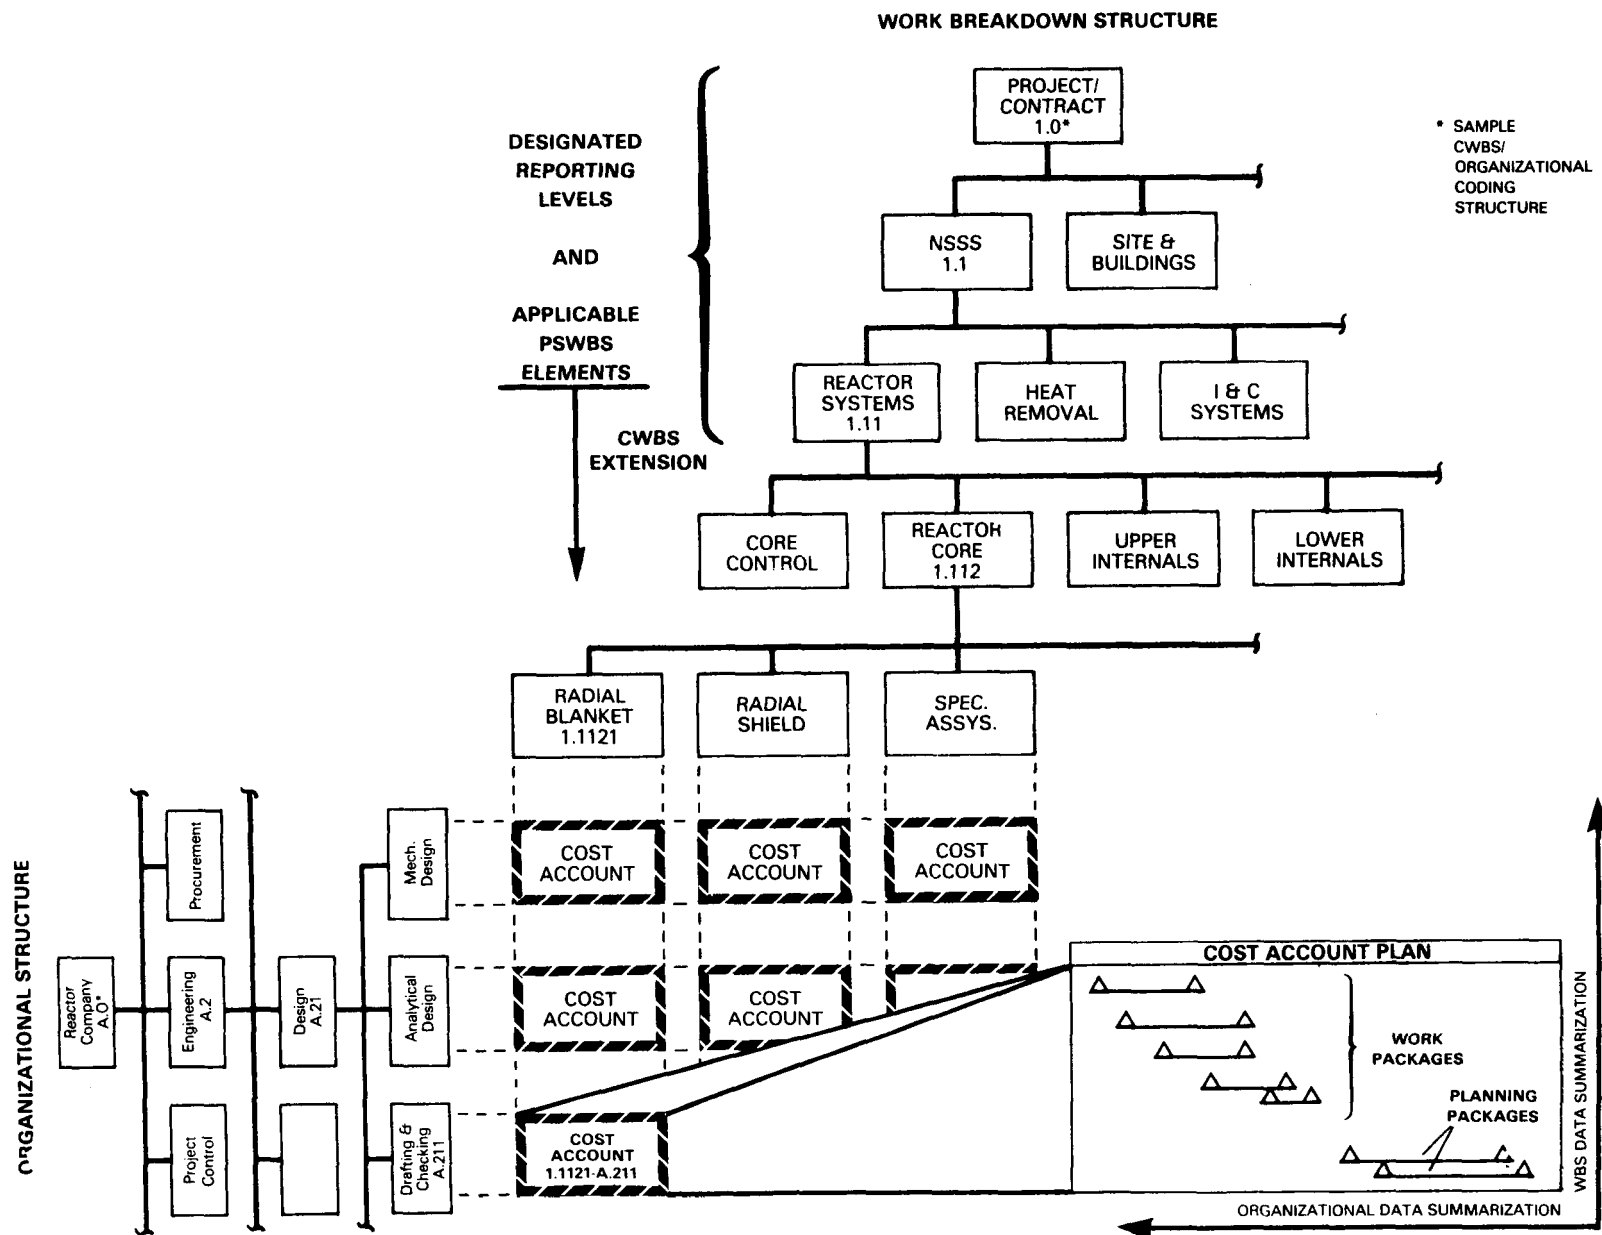 WORK BREAKDOWN STRUCTURE
PROJECT/
CONTRACT
1.0*
* SAMPLE
CWBS/
ORGANIZATIONAL
CODING
STRUCTURE
DESIGNATED
REPORTING
LEVELS
AND
APPLICABLE
PSWBS
ELEMENTS
CWBS
EXTENSION
NSSS
1.1
SITE &
BUILDINGS
REACTOR
SYSTEMS
1.11
HEAT
REMOVAL
I & C
SYSTEMS
CORE
CONTROL
REACTOR
CORE
1.112
UPPER
INTERNALS
LOWER
INTERNALS
RADIAL
BLANKET
1.1121
RADIAL
SHIELD
SPEC.
ASSYS.
ORGANIZATIONAL STRUCTURE
Reactor
Company
A.O*
Procurement
Engineering
A.2
Project
Control
Design
A.21
Mech.
Design
Analytical
Design
Drafting &
Checking
A.211
COST
ACCOUNT
COST
ACCOUNT
COST
ACCOUNT
COST
ACCOUNT
COST
ACCOUNT
COST
ACCOUNT
1.1121-A.211
COST ACCOUNT PLAN
WORK
PACKAGES
PLANNING
PACKAGES
WBS DATA SUMMARIZATION
ORGANIZATIONAL DATA SUMMARIZATION